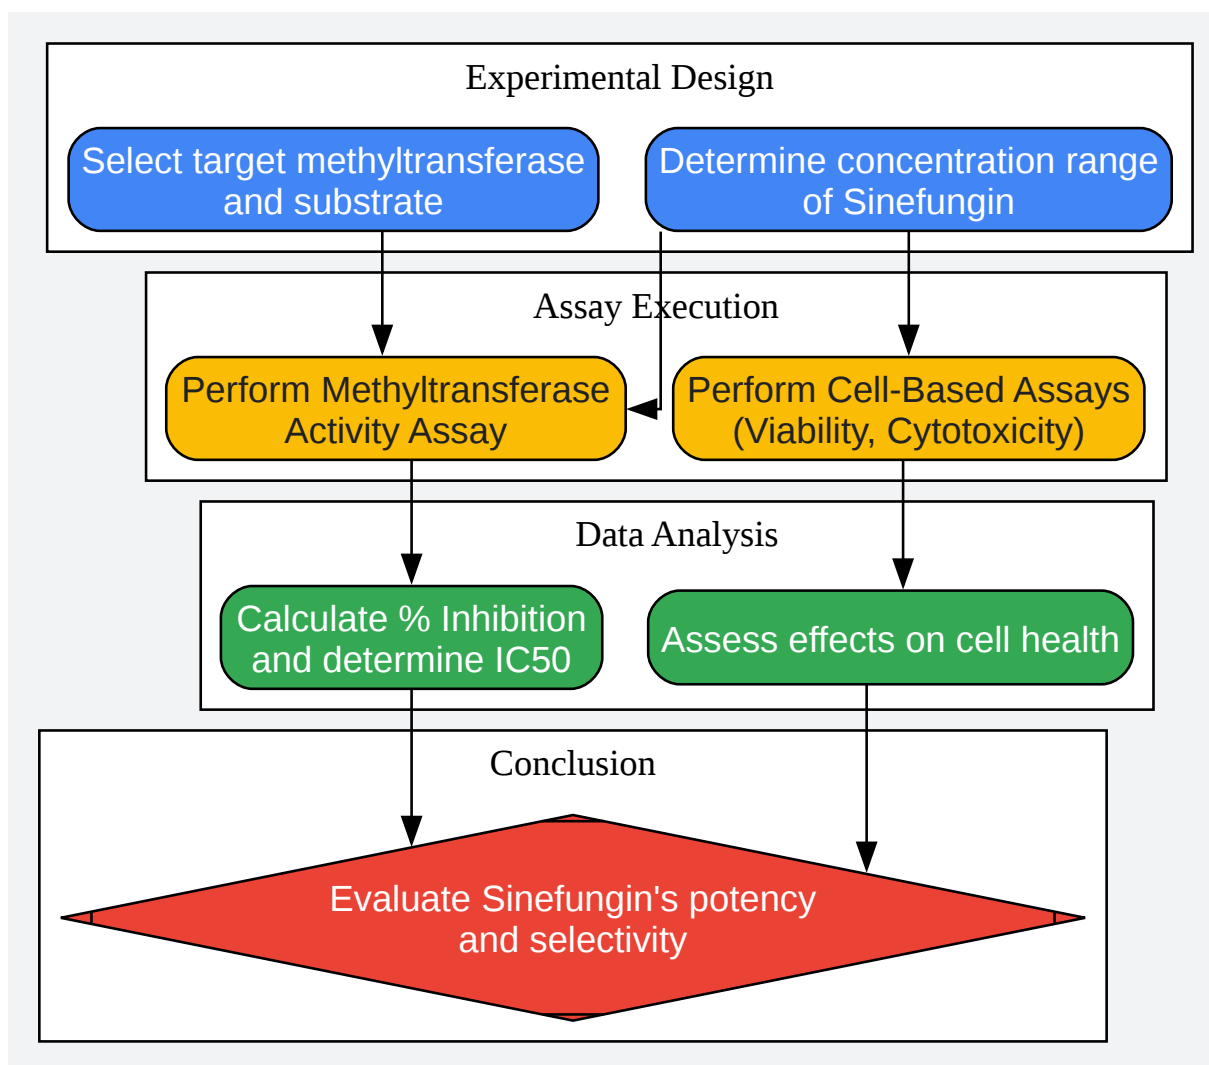 Experimental Design
Select target methyltransferase
and substrate
Determine concentration range
of Sinefungin
Assay Execution
Perform Methyltransferase
Activity Assay
Perform Cell-Based Assays
(Viability, Cytotoxicity)
Data Analysis
Calculate % Inhibition
and determine IC50
Assess effects on cell health
Conclusion
Evaluate Sinefungin's potency
and selectivity